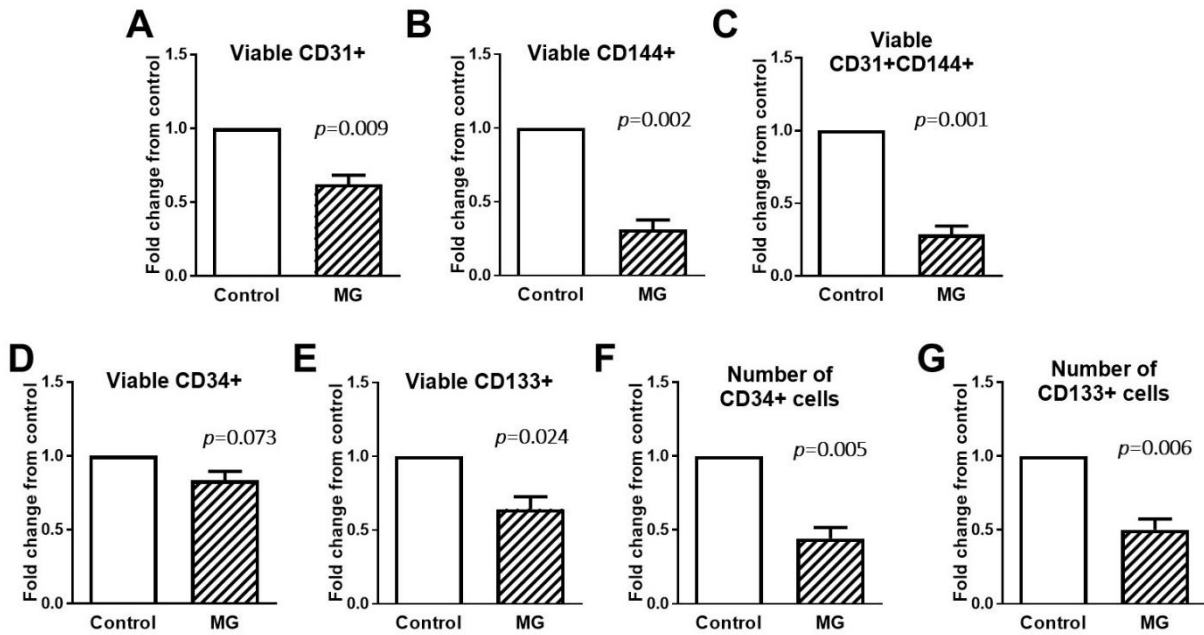 A
Viable CD31+
Fold change from control
1.5
1.0
0.5
0.0
p=0.009
Control
MG
B
Viable CD144+
Fold change from control
1.5
1.0
0.5
0.0
p=0.002
Control
MG
C
Viable
CD31+CD144+
Fold change from control
1.5
1.0
0.5
0.0
p=0.001
Control
MG
D
Viable CD34+
Fold change from control
1.5
1.0
0.5
0.0
p=0.073
Control
MG
E
Viable CD133+
Fold change from control
1.5
1.0
0.5
0.0
p=0.024
Control
MG
F
Number of
CD34+ cells
Fold change from control
1.5
1.0
0.5
0.0
p=0.005
Control
MG
G
Number of
CD133+ cells
Fold change from control
1.5
1.0
0.5
0.0
p=0.006
Control
MG